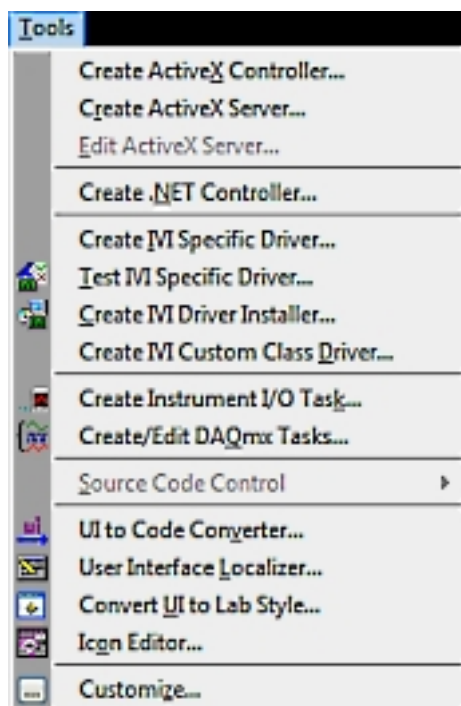 Tools
Create ActiveX Controller...
Create ActiveX Server...
Edit ActiveX Server...
Create .NET Controller...
Create IVI Specific Driver...
Test IVI Specific Driver...
Create IVI Driver Installer...
Create IVI Custom Class Driver...
Create Instrument I/O Task...
Create/Edit DAQmx Tasks...
Source Code Control
ui
UI to Code Converter...
User Interface Localizer...
Convert UI to Lab Style...
Icon Editor...
Customize...